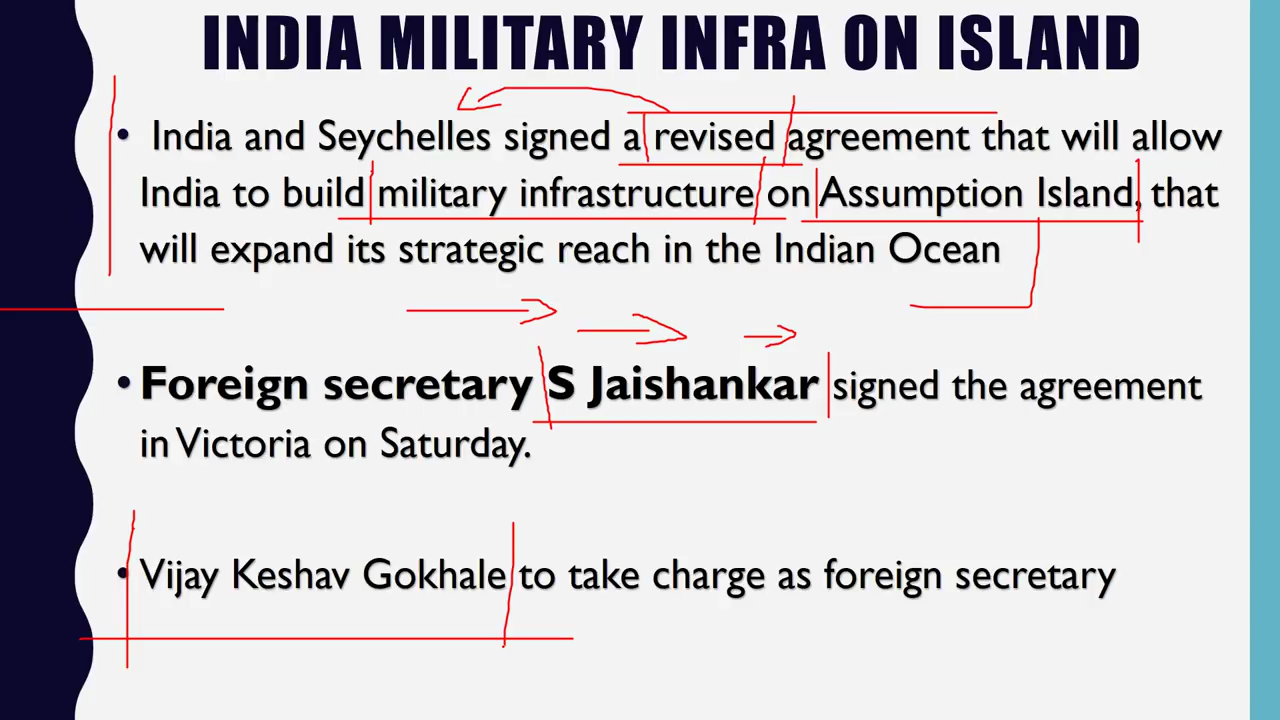 INDIA MILITARY INFRA ON ISLAND
• India and Seychelles signed a revised agreement that will allow
India to build military infrastructure on Assumption Island, that
will expand its strategic reach in the Indian Ocean
• Foreign secretary S Jaishankar signed the agreement
in Victoria on Saturday.
• Vijay Keshav Gokhale to take charge as foreign secretary